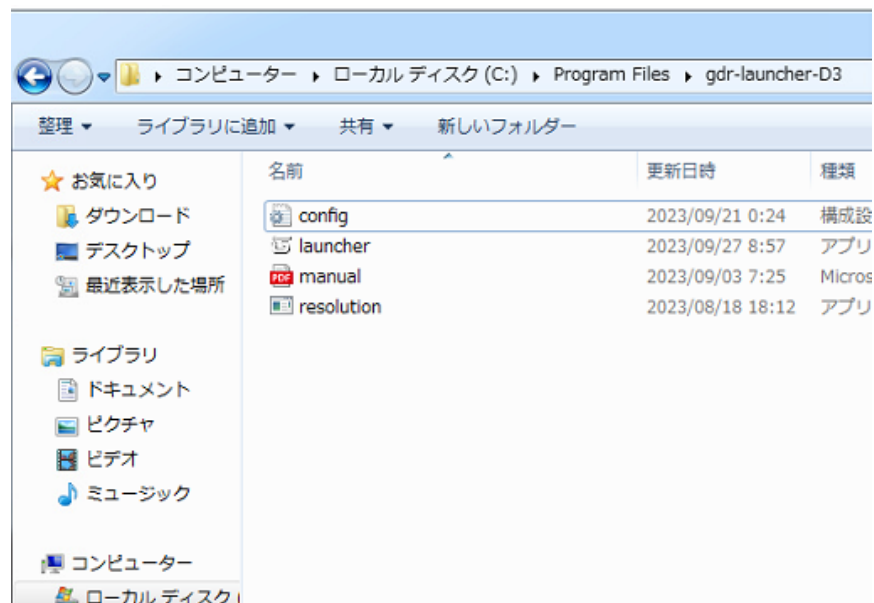 コンピューター ローカル ディスク (C:) Program Files gdr-launcher-D3
整理 ライブラリに追加 共有 新しいフォルダー
名前 更新日時 種類
お気に入り
ダウンロード
デスクトップ
最近表示した場所
ライブラリ
ドキュメント
ピクチャ
ビデオ
ミュージック
コンピューター
ローカル ディスク (
config 2023/09/21 0:24 構成設
launcher 2023/09/27 8:57 アプリ
PDF manual 2023/09/03 7:25 Micros
resolution 2023/08/18 18:12 アプリ